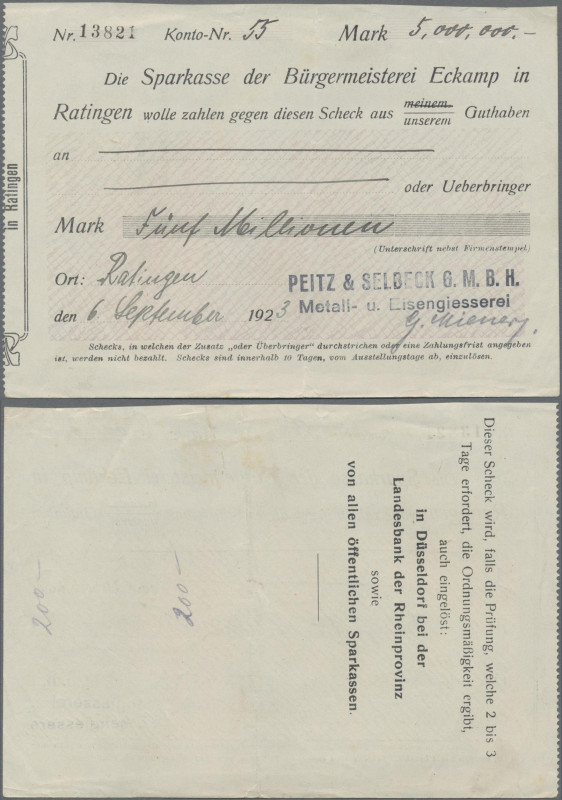 Nr. 13821 Konto-Nr. 55 Mark 5,000,000.-
Die Sparkasse der Bürgermeisterei Eckamp in
Ratingen wolle zahlen gegen diesen Scheck aus meinem unserem Guthaben
an
oder Ueberbringer
Mark Fünf Millionen
(Unterschrift nebst Firmenstempel)
Ort: Ratingen
PEITZ & SELBECK G.M.B.H.
den 6 September 1923
Metall- u. Eisengiesserei
Schecks, in welchen der Zusatz „oder Überbringer" durchstrichen oder eine Zahlungsfrist angegeben
ist, werden nicht bezahlt. Schecks sind innerhalb 10 Tagen, vom Ausstellungstage ab, einzulösen.
in Ratingen
Dieser Scheck wird, falls die Prüfung, welche 2 bis 3
Tage erfordert, die Ordnungsmäßigkeit ergibt,
auch eingelöst:
in Düsseldorf bei der
Landesbank der Rheinprovinz
sowie
von allen öffentlichen Sparkassen.
200-
200-